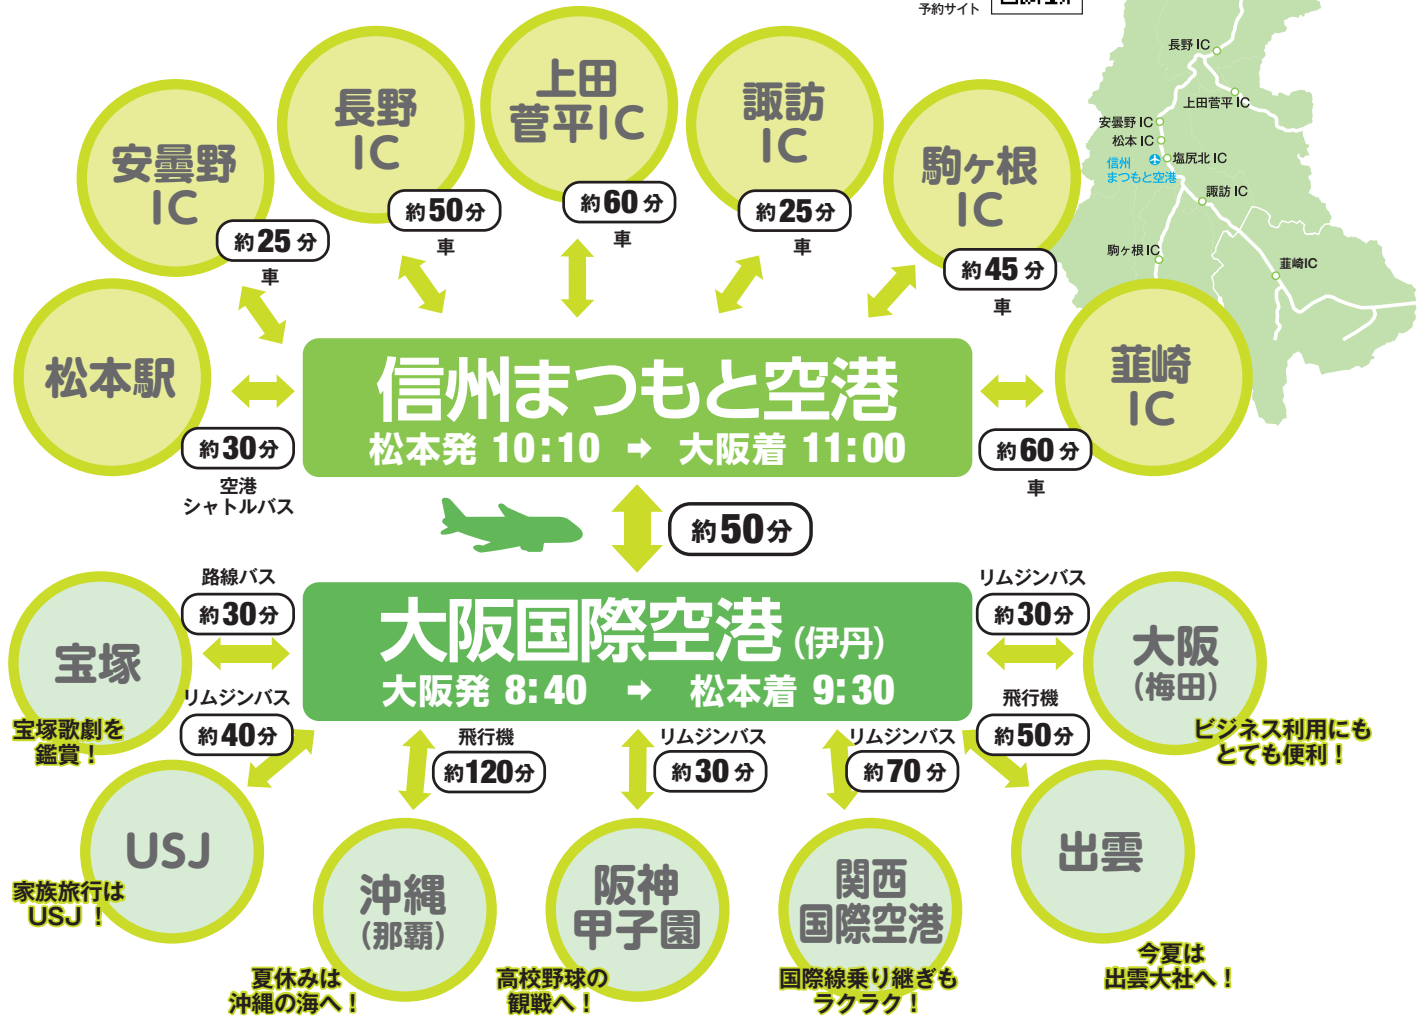 予約サイト
長野 IC
上田菅平 IC
安曇野 IC
松本 IC
塩尻北 IC
信州
まつもと空港
諏訪 IC
駒ヶ根 IC
韮崎IC
安曇野
IC
約25分
車
長野
IC
約50分
車
上田
菅平IC
約60分
車
諏訪
IC
約25分
車
駒ヶ根
IC
約45分
車
松本駅
約30分
空港
シャトルバス
韮崎
IC
約60分
車
信州まつもと空港
松本発 10:10 ➡ 大阪着 11:00
約50分
大阪国際空港(伊丹)
大阪発 8:40 ➡ 松本着 9:30
路線バス
約30分
宝塚
宝塚歌劇を
鑑賞！
リムジンバス
約40分
USJ
家族旅行は
USJ！
飛行機
約120分
沖縄
(那覇)
夏休みは
沖縄の海へ！
リムジンバス
約30分
阪神
甲子園
高校野球の
観戦へ！
リムジンバス
約70分
関西
国際空港
国際線乗り継ぎも
ラクラク！
飛行機
約50分
出雲
今夏は
出雲大社へ！
リムジンバス
約30分
大阪
(梅田)
ビジネス利用にも
とても便利！